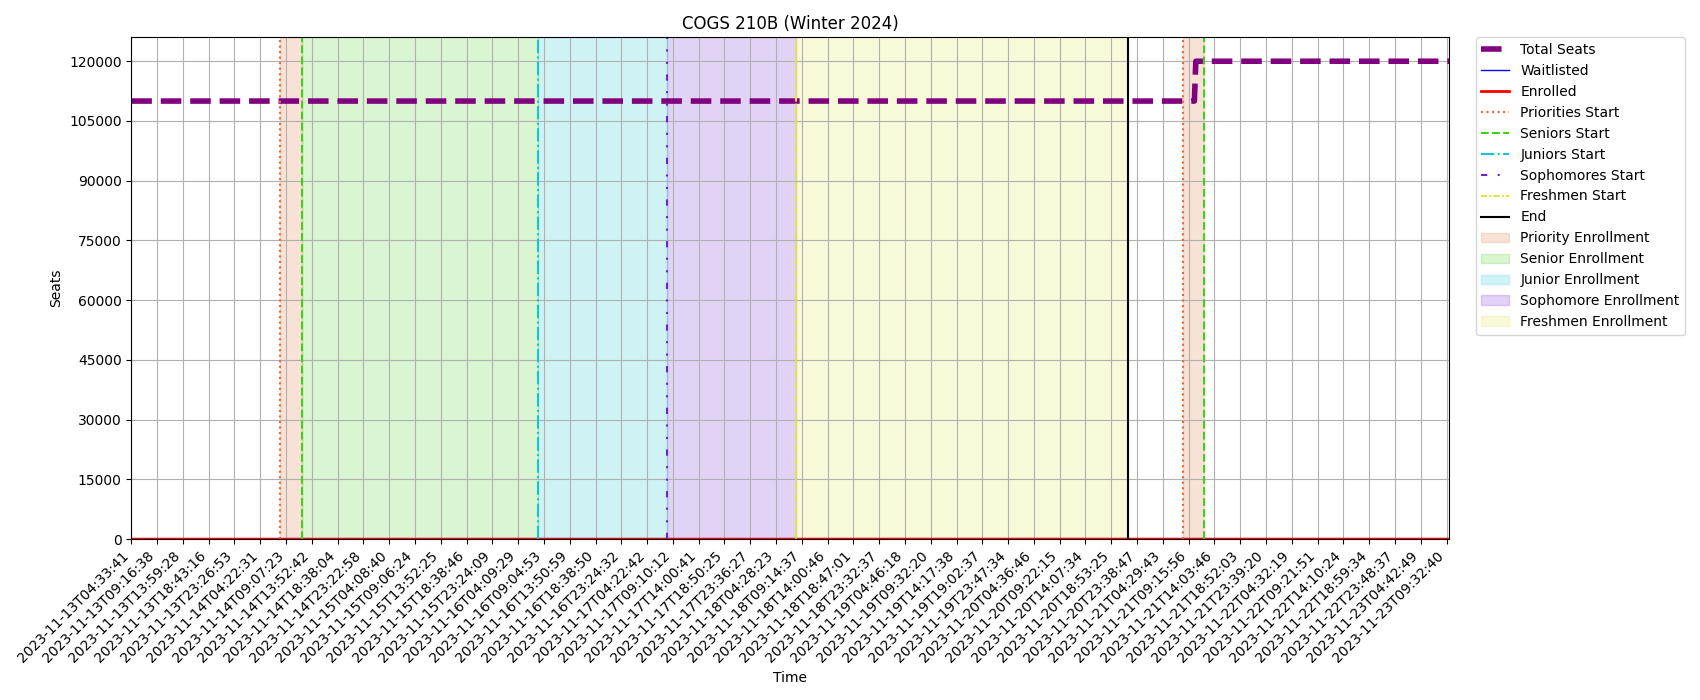 COGS 210B (Winter 2024)
120000
105000
90000
75000
60000
45000
30000
15000
0
Seats
2023-11-13T04:33:41
2023-11-13T09:16:38
2023-11-13T13:59:28
2023-11-13T18:43:16
2023-11-13T23:26:53
2023-11-14T04:22:31
2023-11-14T09:07:23
2023-11-14T13:52:42
2023-11-14T18:38:04
2023-11-14T23:22:58
2023-11-15T04:08:40
2023-11-15T09:06:24
2023-11-15T13:52:25
2023-11-15T18:38:46
2023-11-15T23:24:09
2023-11-16T04:09:29
2023-11-16T09:04:53
2023-11-16T13:50:59
2023-11-16T18:38:50
2023-11-16T23:24:32
2023-11-17T04:22:42
2023-11-17T09:10:12
2023-11-17T14:00:41
2023-11-17T18:50:25
2023-11-17T23:36:27
2023-11-18T04:28:23
2023-11-18T09:14:37
2023-11-18T14:00:46
2023-11-18T18:47:01
2023-11-18T23:32:37
2023-11-19T04:46:18
2023-11-19T09:32:20
2023-11-19T14:17:38
2023-11-19T19:02:37
2023-11-19T23:47:34
2023-11-20T04:36:46
2023-11-20T09:22:15
2023-11-20T14:07:34
2023-11-20T18:53:25
2023-11-20T23:38:47
2023-11-21T04:29:43
2023-11-21T09:15:56
2023-11-21T14:03:46
2023-11-21T18:52:03
2023-11-21T23:39:20
2023-11-22T04:32:19
2023-11-22T09:21:51
2023-11-22T14:10:24
2023-11-22T18:59:34
2023-11-22T23:48:37
2023-11-23T04:42:49
2023-11-23T09:32:40
Time
Total Seats
Waitlisted
Enrolled
Priorities Start
Seniors Start
Juniors Start
Sophomores Start
Freshmen Start
End
Priority Enrollment
Senior Enrollment
Junior Enrollment
Sophomore Enrollment
Freshmen Enrollment